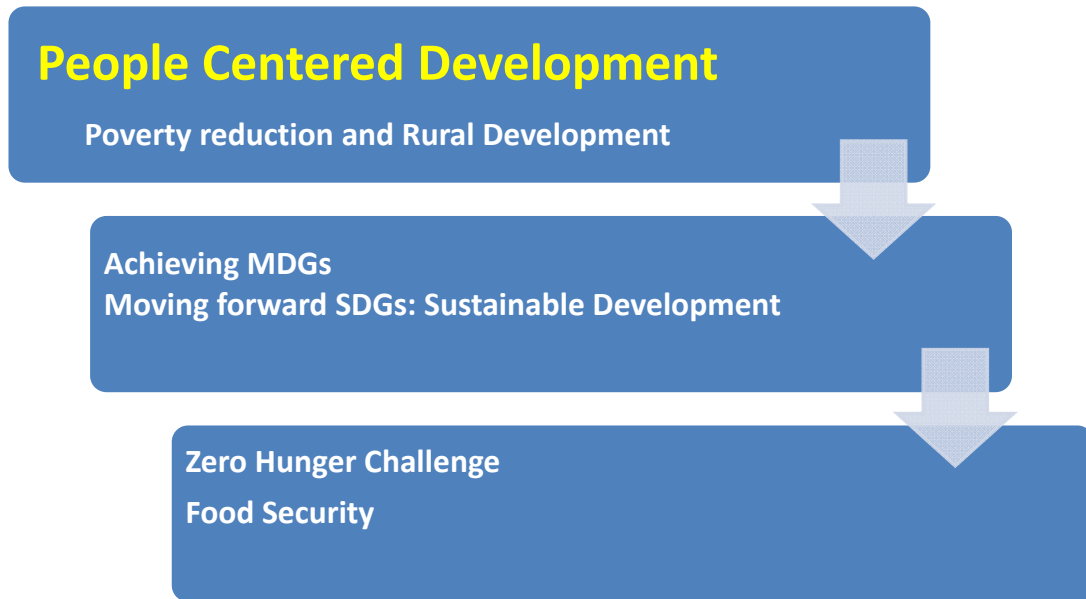 People Centered Development
Poverty reduction and Rural Development
Achieving MDGs
Moving forward SDGs: Sustainable Development
Zero Hunger Challenge
Food Security